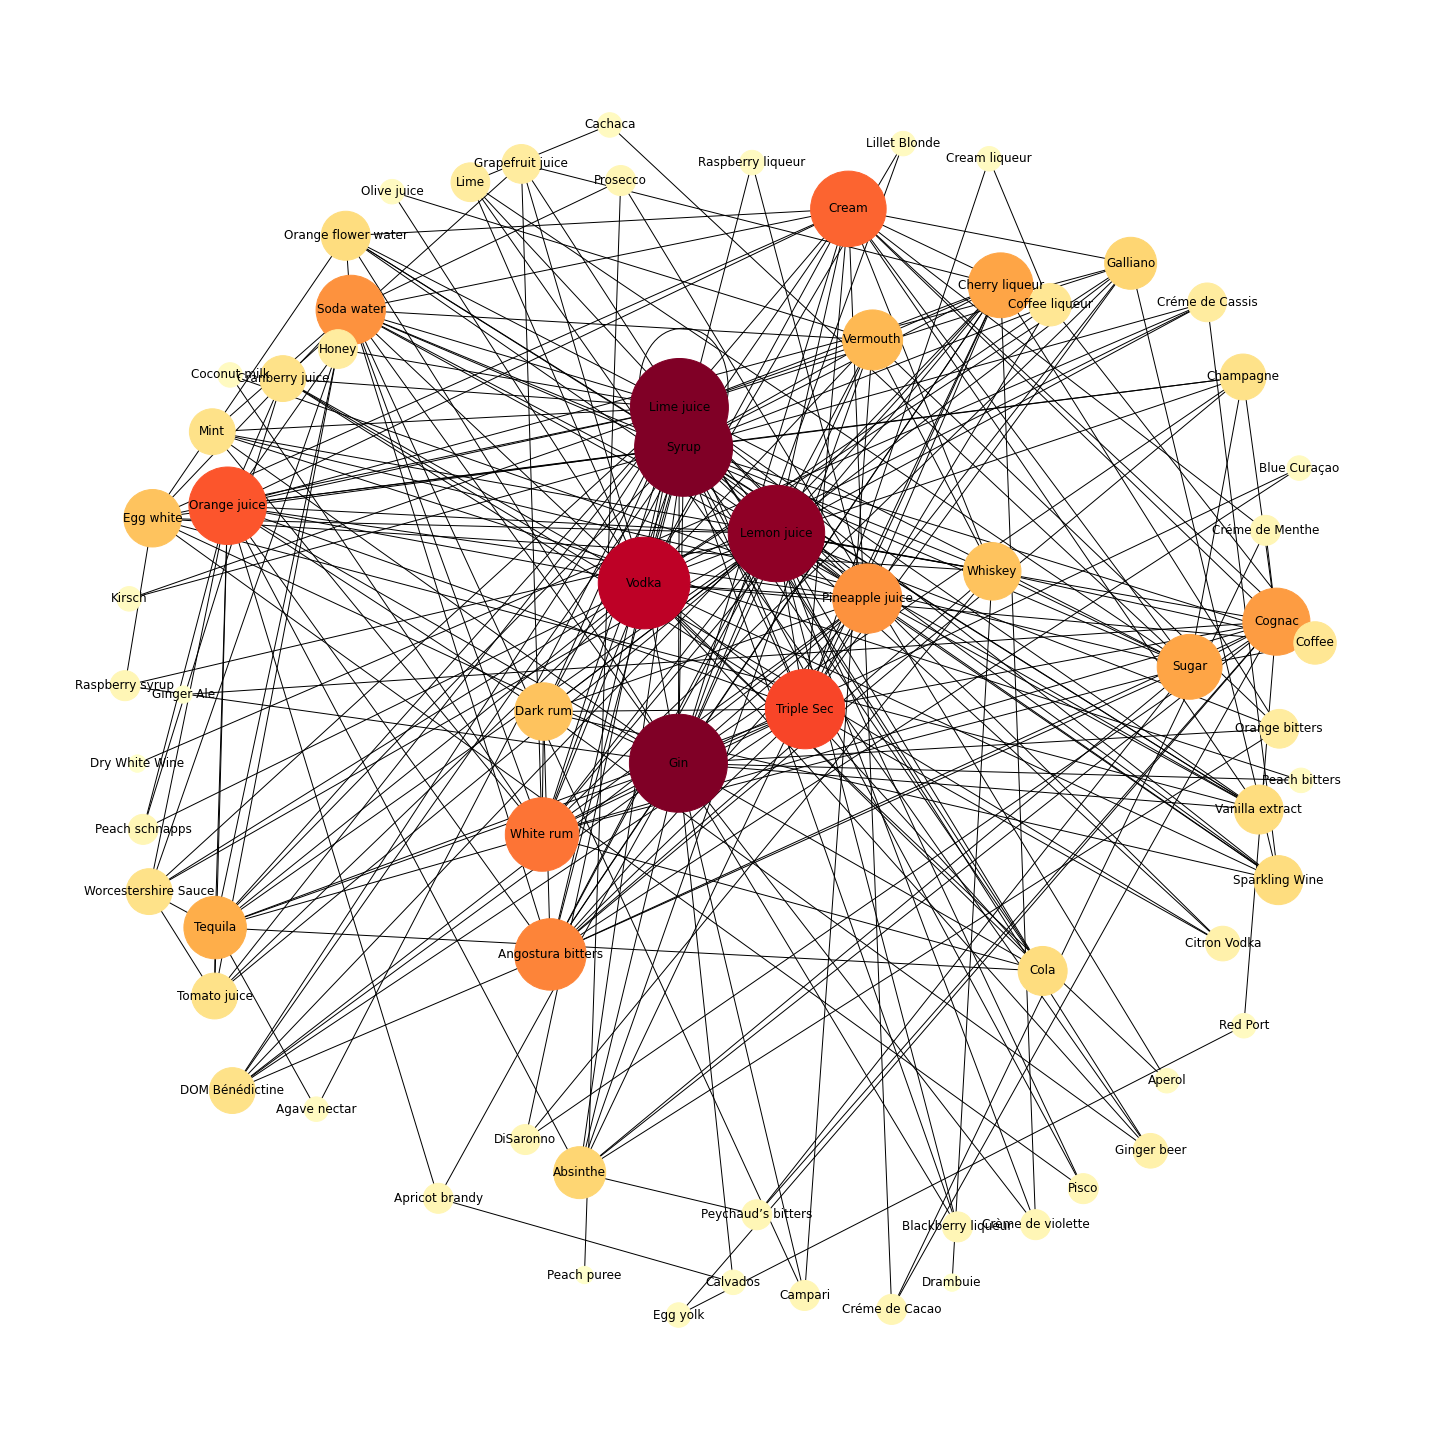 Cachaca
Lillet Blonde
Cream liqueur
Raspberry liqueur
Grapefruit juice
Lime
Prosecco
Olive juice
Cream
Orange flower water
Galliano
Cherry liqueur
Coffee liqueur
Créme de Cassis
Soda water
Vermouth
Honey
Coconut milk
Cranberry juice
Champagne
Lime juice
Mint
Syrup
Blue Curaçao
Orange juice
Egg white
Lemon juice
Créme de Menthe
Whiskey
Vodka
Kirsch
Pineapple juice
Cognac
Coffee
Sugar
Raspberry syrup
Ginger Ale
Dark rum
Triple Sec
Orange bitters
Dry White Wine
Gin
Peach bitters
Vanilla extract
Peach schnapps
White rum
Sparkling Wine
Worcestershire Sauce
Tequila
Citron Vodka
Angostura bitters
Cola
Tomato juice
Red Port
Aperol
DOM Bénédictine
Agave nectar
DiSaronno
Ginger beer
Absinthe
Pisco
Apricot brandy
Peychaud’s bitters
Blackberry liqueur
Crème de violette
Peach puree
Calvados
Drambuie
Campari
Egg yolk
Créme de Cacao